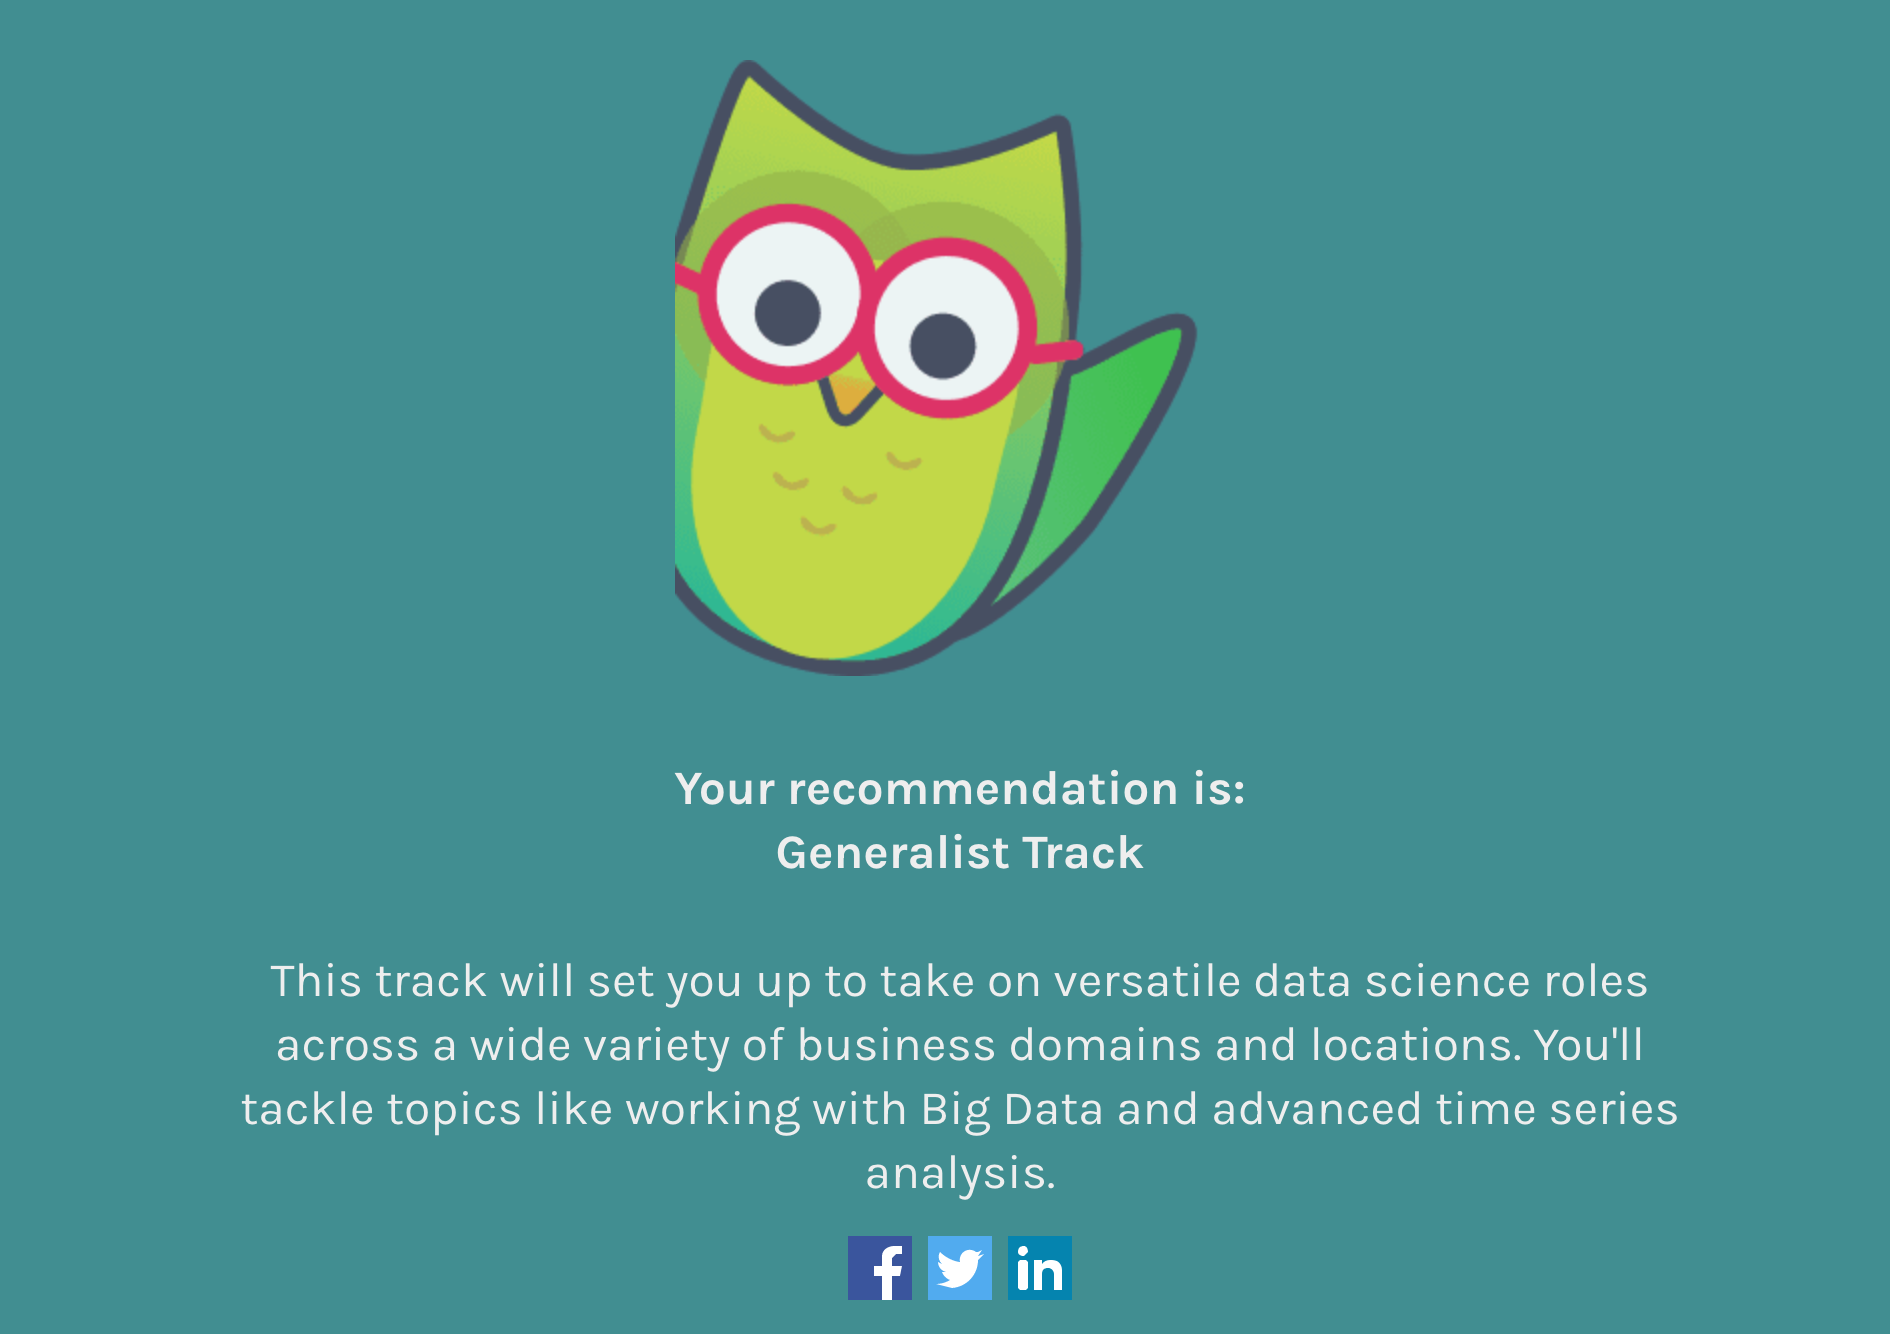 Your recommendation is:
Generalist Track
This track will set you up to take on versatile data science roles
across a wide variety of business domains and locations. You'll
tackle topics like working with Big Data and advanced time series
analysis.
f
in